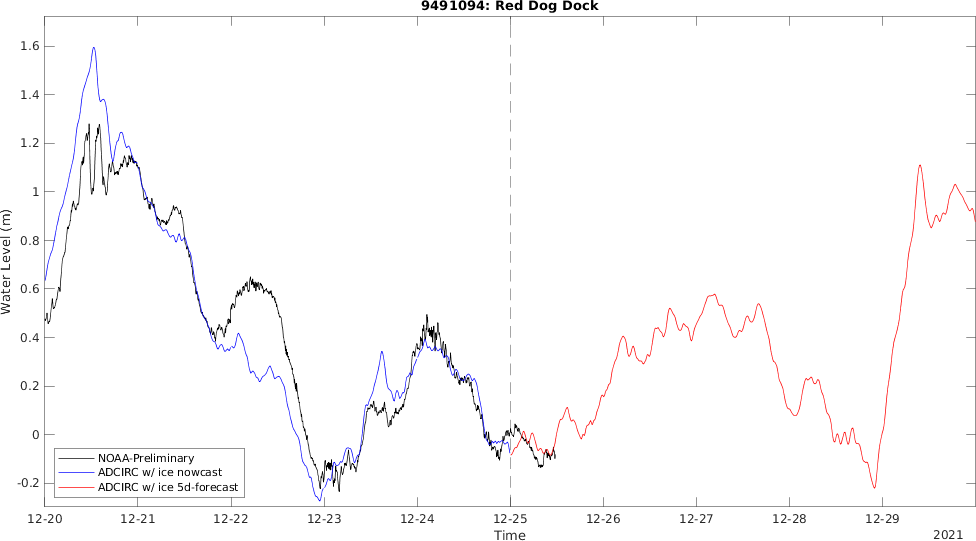 9491094: Red Dog Dock
Water Level (m)
1.6
1.4
1.2
1
0.8
0.6
0.4
0.2
0
-0.2
NOAA-Preliminary
ADCIRC w/ ice nowcast
ADCIRC w/ ice 5d-forecast
12-20 12-21 12-22 12-23 12-24 12-25 12-26 12-27 12-28 12-29
Time
2021